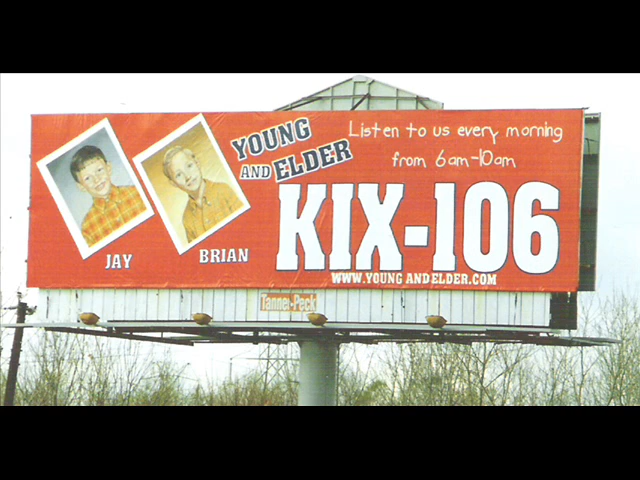 YOUNG
AND ELDER
Listen to us every morning
from 6am-10am
KIX-106
JAY
BRIAN
WWW.YOUNGANDELDER.COM
Tanner-Peck